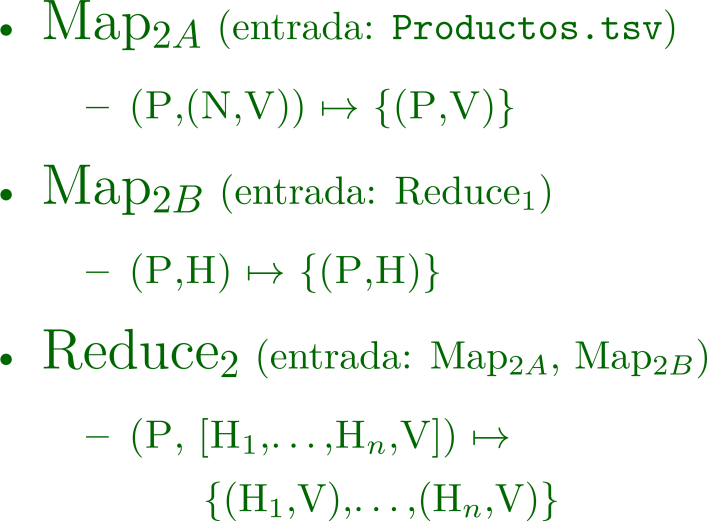 • Map₂A (entrada: Productos.tsv)
– (P,(N,V)) ↦ {(P,V)}
• Map₂B (entrada: Reduce₁)
– (P,H) ↦ {(P,H)}
• Reduce₂ (entrada: Map₂A, Map₂B)
– (P, [H₁,...,Hₙ,V]) ↦
{(H₁,V),...,(Hₙ,V)}